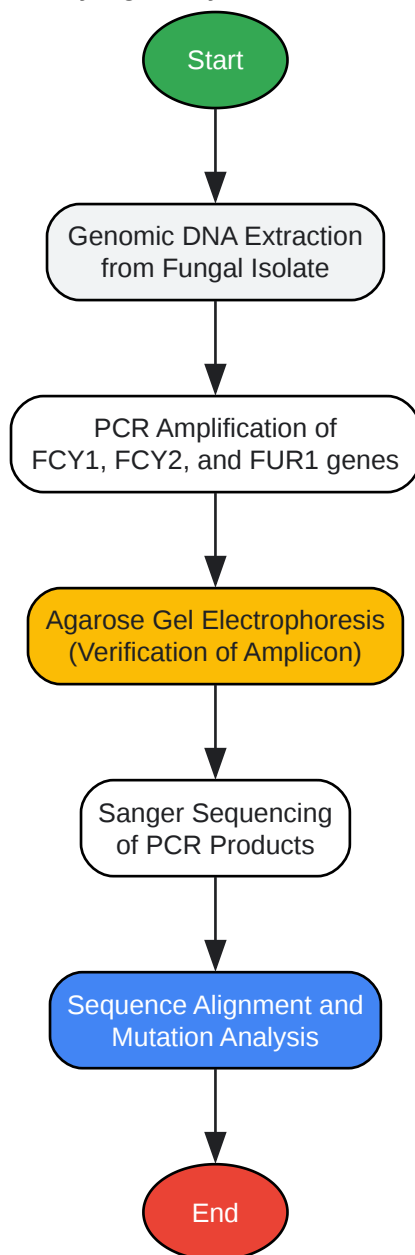 Start
Genomic DNA Extraction
from Fungal Isolate
PCR Amplification of
FCY1, FCY2, and FUR1 genes
Agarose Gel Electrophoresis
(Verification of Amplicon)
Sanger Sequencing
of PCR Products
Sequence Alignment and
Mutation Analysis
End